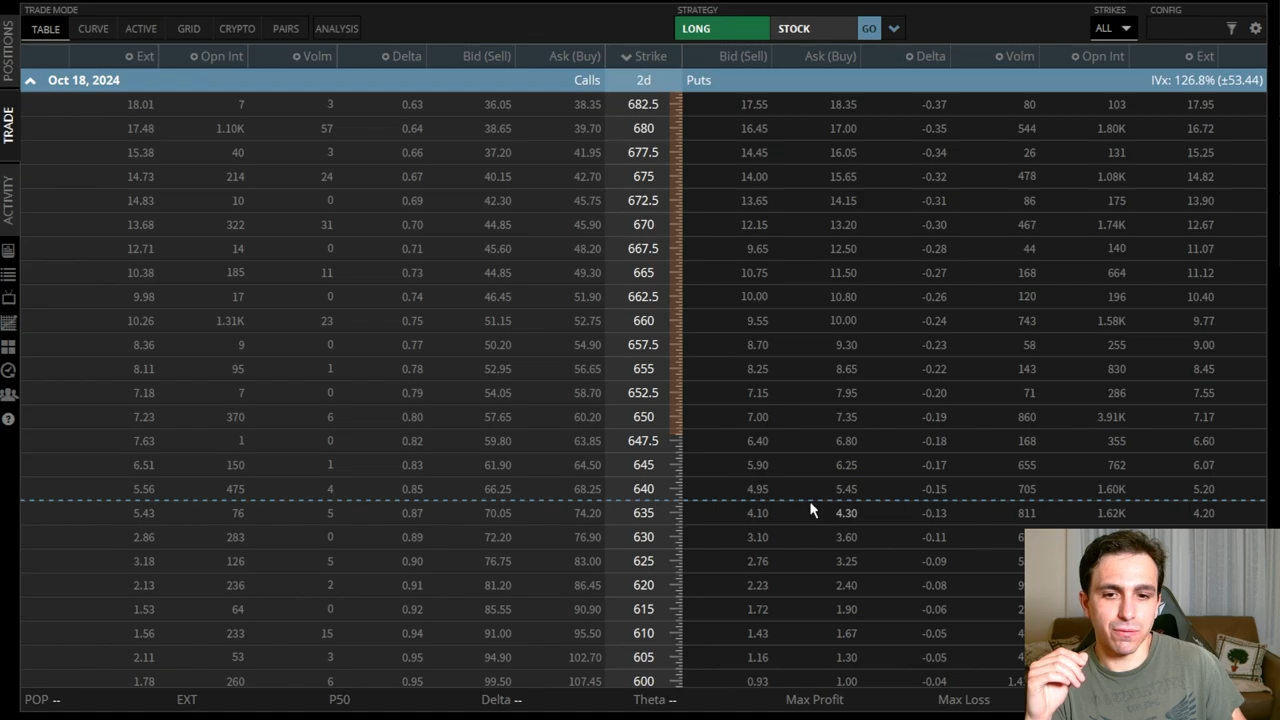 TRADE MODE STRATEGY STRIKES CONFIG
TABLE CURVE ACTIVE GRID CRYPTO PAIRS ANALYSIS LONG STOCK GO ALL
POSITIONS
TRADE
ACTIVITY
Ext Opn Int Volm Delta Bid (Sell) Ask (Buy) Strike Bid (Sell) Ask (Buy) Delta Volm Opn Int Ext
Oct 18, 2024 Calls 2d Puts IVx: 126.8% (±53.44)
18.01 7 3 0.63 36.05 38.35 682.5 17.55 18.35 -0.37 80 103 17.95
17.48 1.10K 57 0.64 38.65 39.70 680 16.45 17.00 -0.35 544 1.80K 16.72
15.38 40 3 0.66 37.20 41.95 677.5 14.45 16.05 -0.34 26 131 15.25
14.73 214 24 0.67 40.15 42.70 675 14.00 15.65 -0.32 478 1.08K 14.82
14.83 10 0 0.69 42.30 45.75 672.5 13.65 14.15 -0.31 86 175 13.90
13.68 322 31 0.70 44.85 45.90 670 12.15 13.20 -0.30 467 1.74K 12.67
12.71 14 0 0.71 45.60 48.20 667.5 9.65 12.50 -0.28 44 140 11.07
10.38 185 11 0.73 44.85 49.30 665 10.75 11.50 -0.27 168 664 11.12
9.98 17 0 0.74 46.45 51.90 662.5 10.00 10.80 -0.26 120 196 10.40
10.26 1.31K 23 0.75 51.15 52.75 660 9.55 10.00 -0.24 743 1.58K 9.77
8.36 9 0 0.77 50.20 54.90 657.5 8.70 9.30 -0.23 58 255 9.00
8.11 95 1 0.78 52.95 56.65 655 8.25 8.65 -0.22 143 830 8.45
7.18 7 0 0.79 54.05 58.70 652.5 7.15 7.95 -0.20 71 286 7.55
7.23 370 6 0.80 57.65 60.20 650 7.00 7.35 -0.19 860 3.91K 7.17
7.63 1 0 0.82 59.80 63.85 647.5 6.40 6.80 -0.18 168 355 6.60
6.51 150 1 0.83 61.90 64.50 645 5.90 6.25 -0.17 655 762 6.07
5.56 475 4 0.85 66.25 68.25 640 4.95 5.45 -0.15 705 1.60K 5.20
5.43 76 5 0.87 70.05 74.20 635 4.10 4.30 -0.13 811 1.62K 4.20
2.86 283 0 0.89 72.20 76.90 630 3.10 3.60 -0.11
3.18 126 5 0.90 76.75 83.00 625 2.76 3.25 -0.09
2.13 236 2 0.91 81.20 86.45 620 2.23 2.40 -0.08
1.53 64 0 0.92 85.55 90.90 615 1.72 1.90 -0.06
1.56 233 15 0.94 91.00 95.50 610 1.43 1.67 -0.05
2.11 53 3 0.95 94.90 102.70 605 1.16 1.30 -0.05
1.78 260 6 0.95 99.50 107.45 600 0.93 1.00 -0.04
POP -- EXT P50 Delta -- Theta -- Max Profit Max Loss